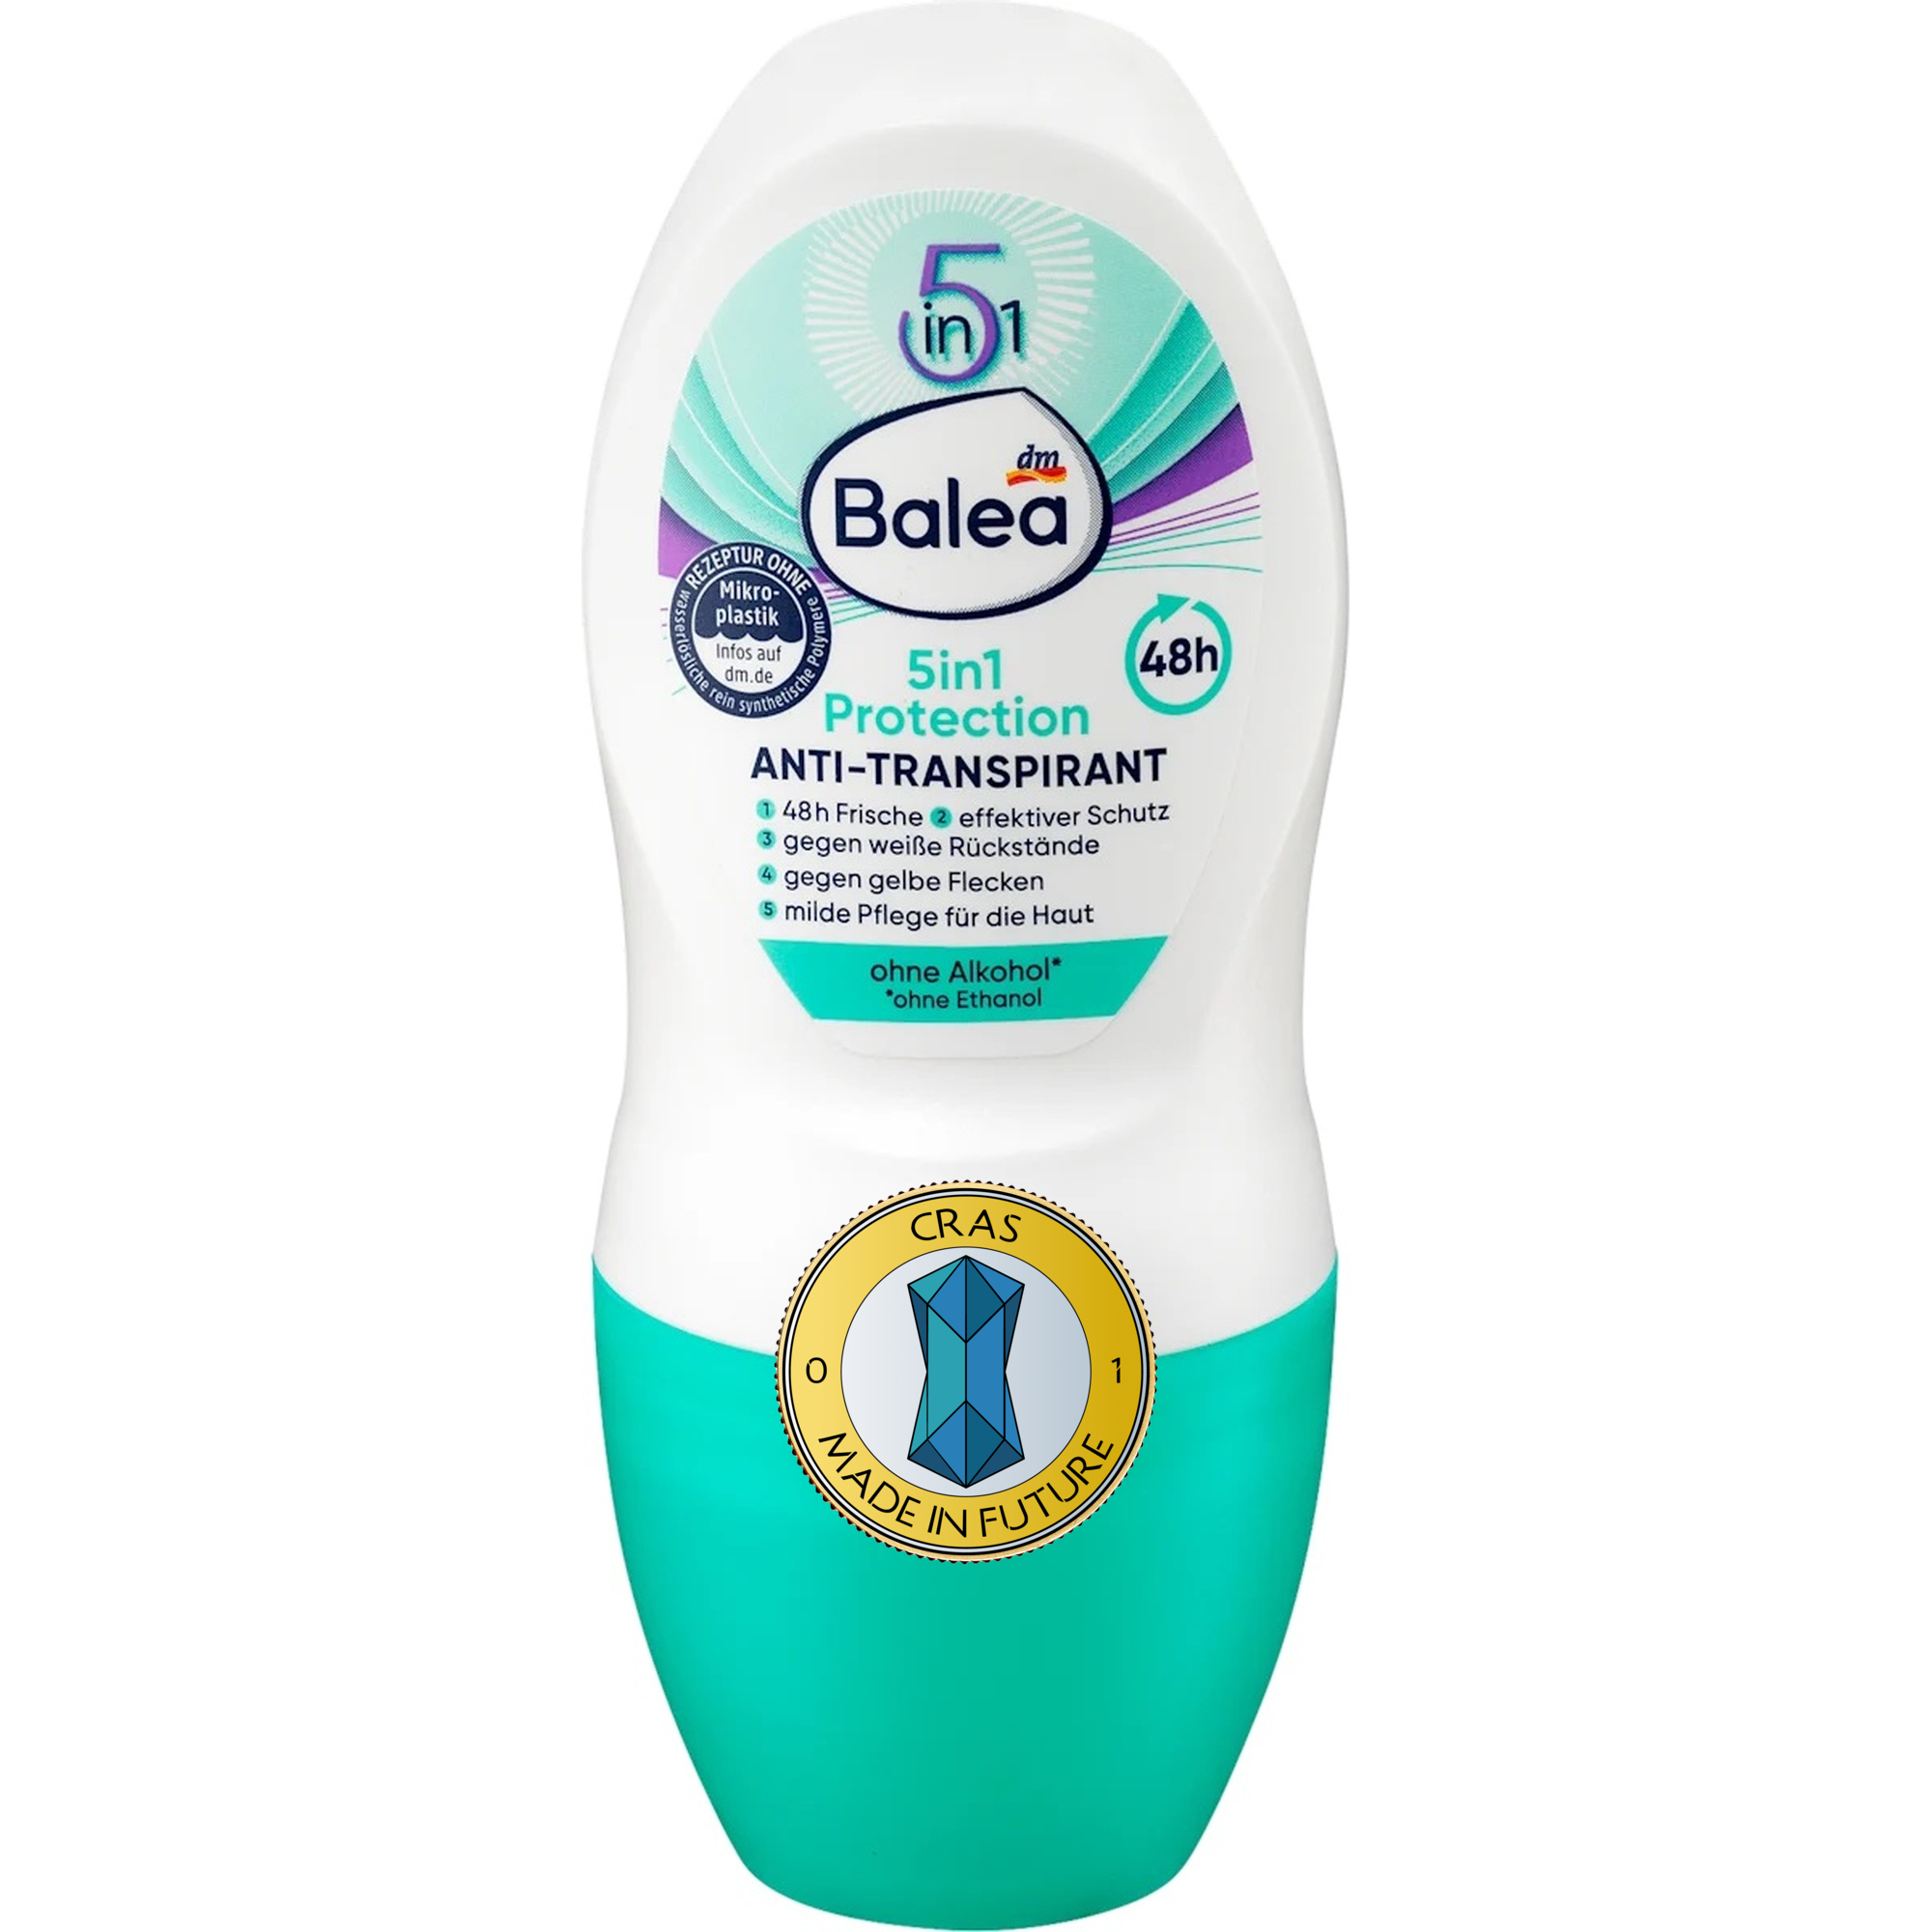 5
in 1
dm
Balea
REZEPTUR OHNE
Mikro-
plastik
Infos auf
dm.de
wasserlösliche rein synthetische Polymere
48h
5in1
Protection
ANTI-TRANSPIRANT
1 48h Frische 2 effektiver Schutz
3 gegen weiße Rückstände
4 gegen gelbe Flecken
5 milde Pflege für die Haut
ohne Alkohol*
*ohne Ethanol
CRAS
0 1
MADE IN FUTURE